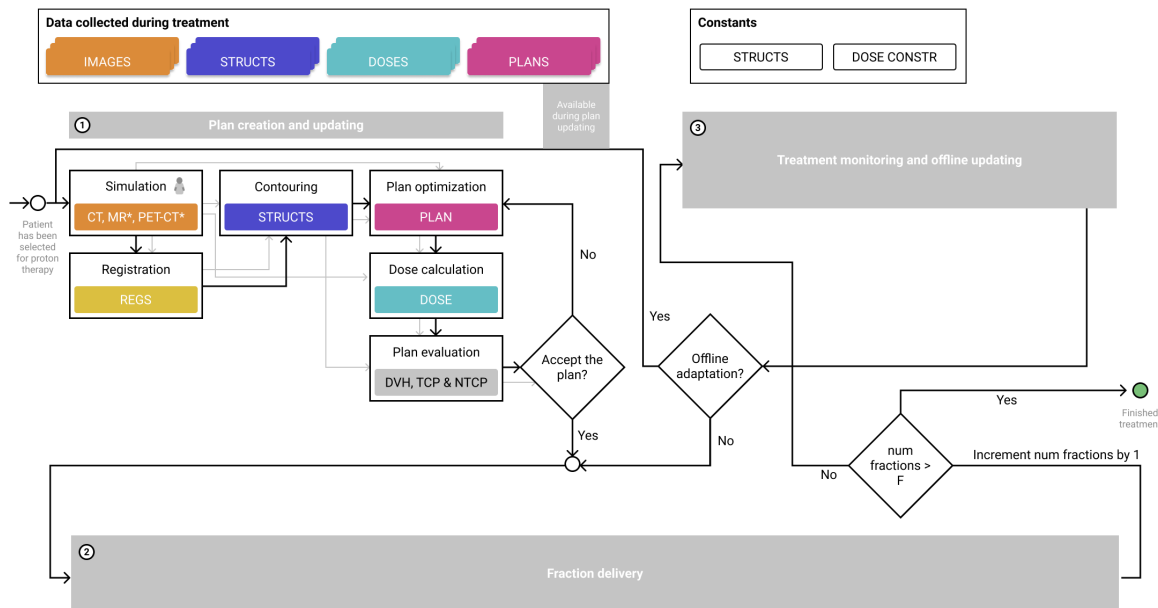 Data collected during treatment
IMAGES
STRUCTS
DOSES
PLANS
Constants
STRUCTS
DOSE CONSTR
Available
during plan
updating
1
Plan creation and updating
3
Treatment monitoring and offline updating
Simulation
CT, MR*, PET-CT*
Contouring
STRUCTS
Plan optimization
PLAN
Patient
has been
selected
for proton
therapy
Registration
REGS
Dose calculation
DOSE
No
Plan evaluation
DVH, TCP & NTCP
Accept the
plan?
Yes
Yes
Offline
adaptation?
No
Yes
Finished
treatmen
num
fractions >
F
No
Increment num fractions by 1
2
Fraction delivery